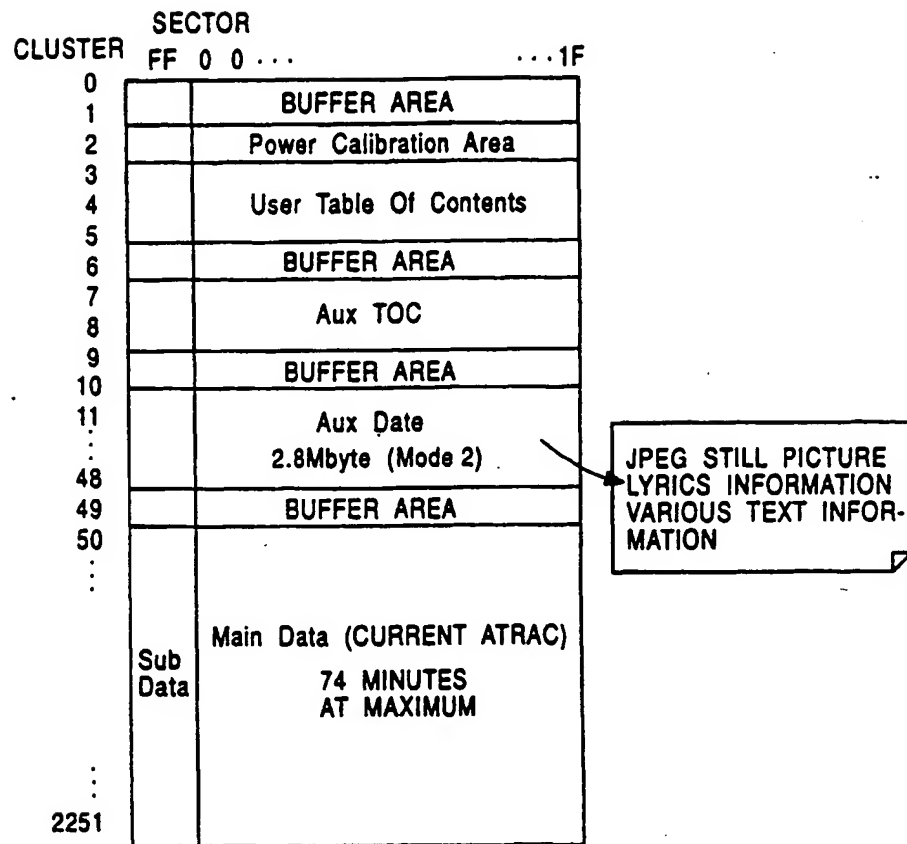 SECTOR
CLUSTER FF 0 0 ... ...1F
0
1 BUFFER AREA
2 Power Calibration Area
3
4 User Table Of Contents
5
6 BUFFER AREA
7
8 Aux TOC
9
10 BUFFER AREA
11 Aux Date
2.8Mbyte (Mode 2)
48
49 BUFFER AREA
50
JPEG STILL PICTURE
LYRICS INFORMATION
VARIOUS TEXT INFOR-
MATION
Sub
Data
Main Data (CURRENT ATRAC)
74 MINUTES
AT MAXIMUM
2251